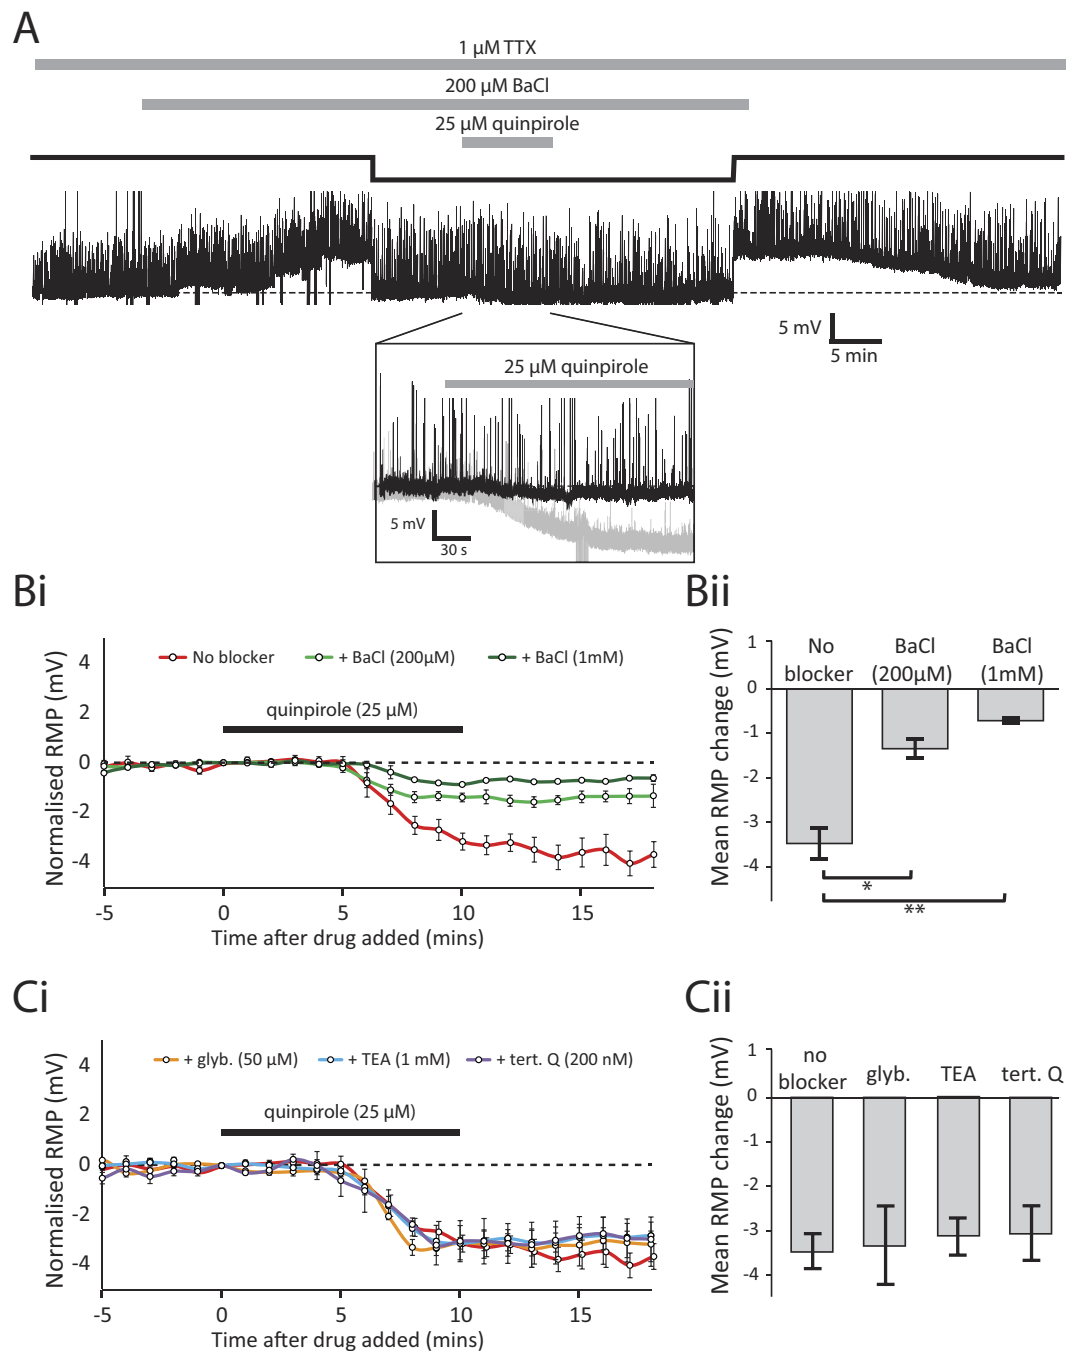 A
1 µM TTX
200 µM BaCl
25 µM quinpirole
5 mV
5 min
25 µM quinpirole
5 mV
30 s
Bi
Normalised RMP (mV)
4
2
0
-2
-4
No blocker
+ BaCl (200µM)
+ BaCl (1mM)
quinpirole (25 µM)
-5
0
5
10
15
Time after drug added (mins)
Bii
Mean RMP change (mV)
1
0
-1
-2
-3
-4
No blocker
BaCl (200µM)
BaCl (1mM)
*
**
Ci
Normalised RMP (mV)
4
2
0
-2
-4
+ glyb. (50 µM)
+ TEA (1 mM)
+ tert. Q (200 nM)
quinpirole (25 µM)
-5
0
5
10
15
Time after drug added (mins)
Cii
Mean RMP change (mV)
1
0
-1
-2
-3
-4
no blocker
glyb.
TEA
tert. Q